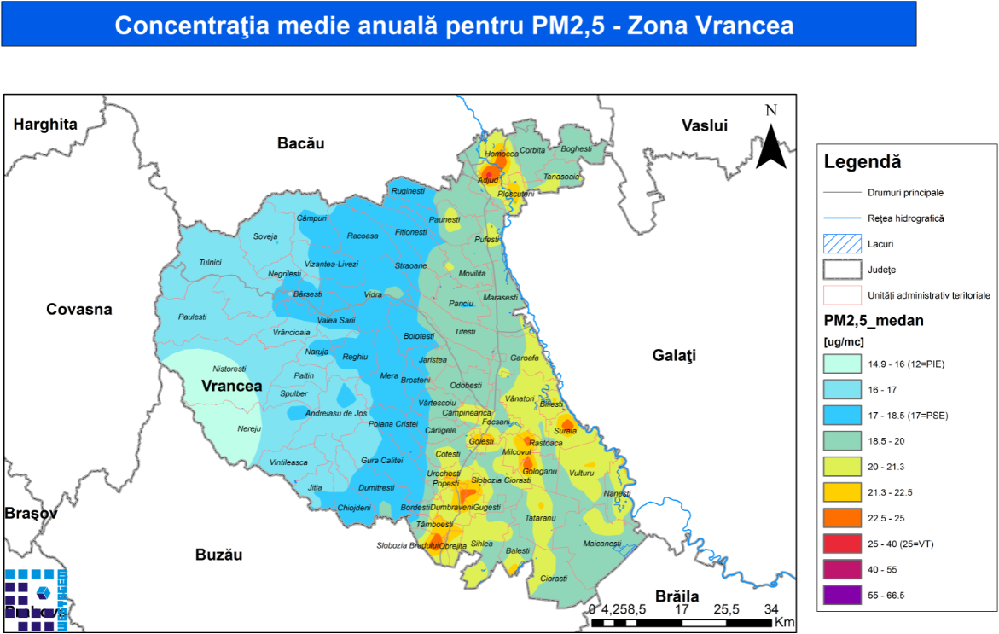 Concentraţia medie anuală pentru PM2,5 - Zona Vrancea
Harghita
Bacău
Vaslui
N
Covasna
Galaţi
Vrancea
Braşov
Buzău
Brăila
Homocea
Corbita
Boghesti
Adjud
Tanasoaia
Ploscuteni
Ruginesti
Câmpuri
Paunesti
Soveja
Racoasa
Fitionesti
Pufesti
Tulnici
Vizantea-Livezi
Straoane
Negrilesti
Movilita
Bârsesti
Vidra
Panciu
Marasesti
Paulesti
Valea Sarii
Vrâncioaia
Tifesti
Bolotesti
Naruja
Reghiu
Jaristea
Garoafa
Nistoresti
Paltin
Mera
Brosteni
Odobesti
Spulber
Vârtescoiu
Vânatori
Biliesti
Andreiasu de Jos
Câmpineanca
Poiana Cristei
Focsani
Nereju
Cârligele
Suraia
Golesti
Rastoaca
Milcovul
Cotesti
Vintileasca
Gura Calitei
Urechesti
Gologanu
Vulturu
Popesti
Slobozia Ciorasti
Jitia
Dumitresti
Nanesti
Chiojdeni
Bordesti
Dumbraveni
Gugesti
Tataranu
Tâmboesti
Slobozia Bradului
Obrejita
Sihlea
Maicanesti
Balesti
Ciorasti
WESTAGEM
0 4,25 8,5 17 25,5 34
Km
Legendă
Drumuri principale
Reţea hidrografică
Lacuri
Judeţe
Unităţi administrativ teritoriale
PM2,5_medan
[ug/mc]
14.9 - 16 (12=PIE)
16 - 17
17 - 18.5 (17=PSE)
18.5 - 20
20 - 21.3
21.3 - 22.5
22.5 - 25
25 - 40 (25=VT)
40 - 55
55 - 66.5